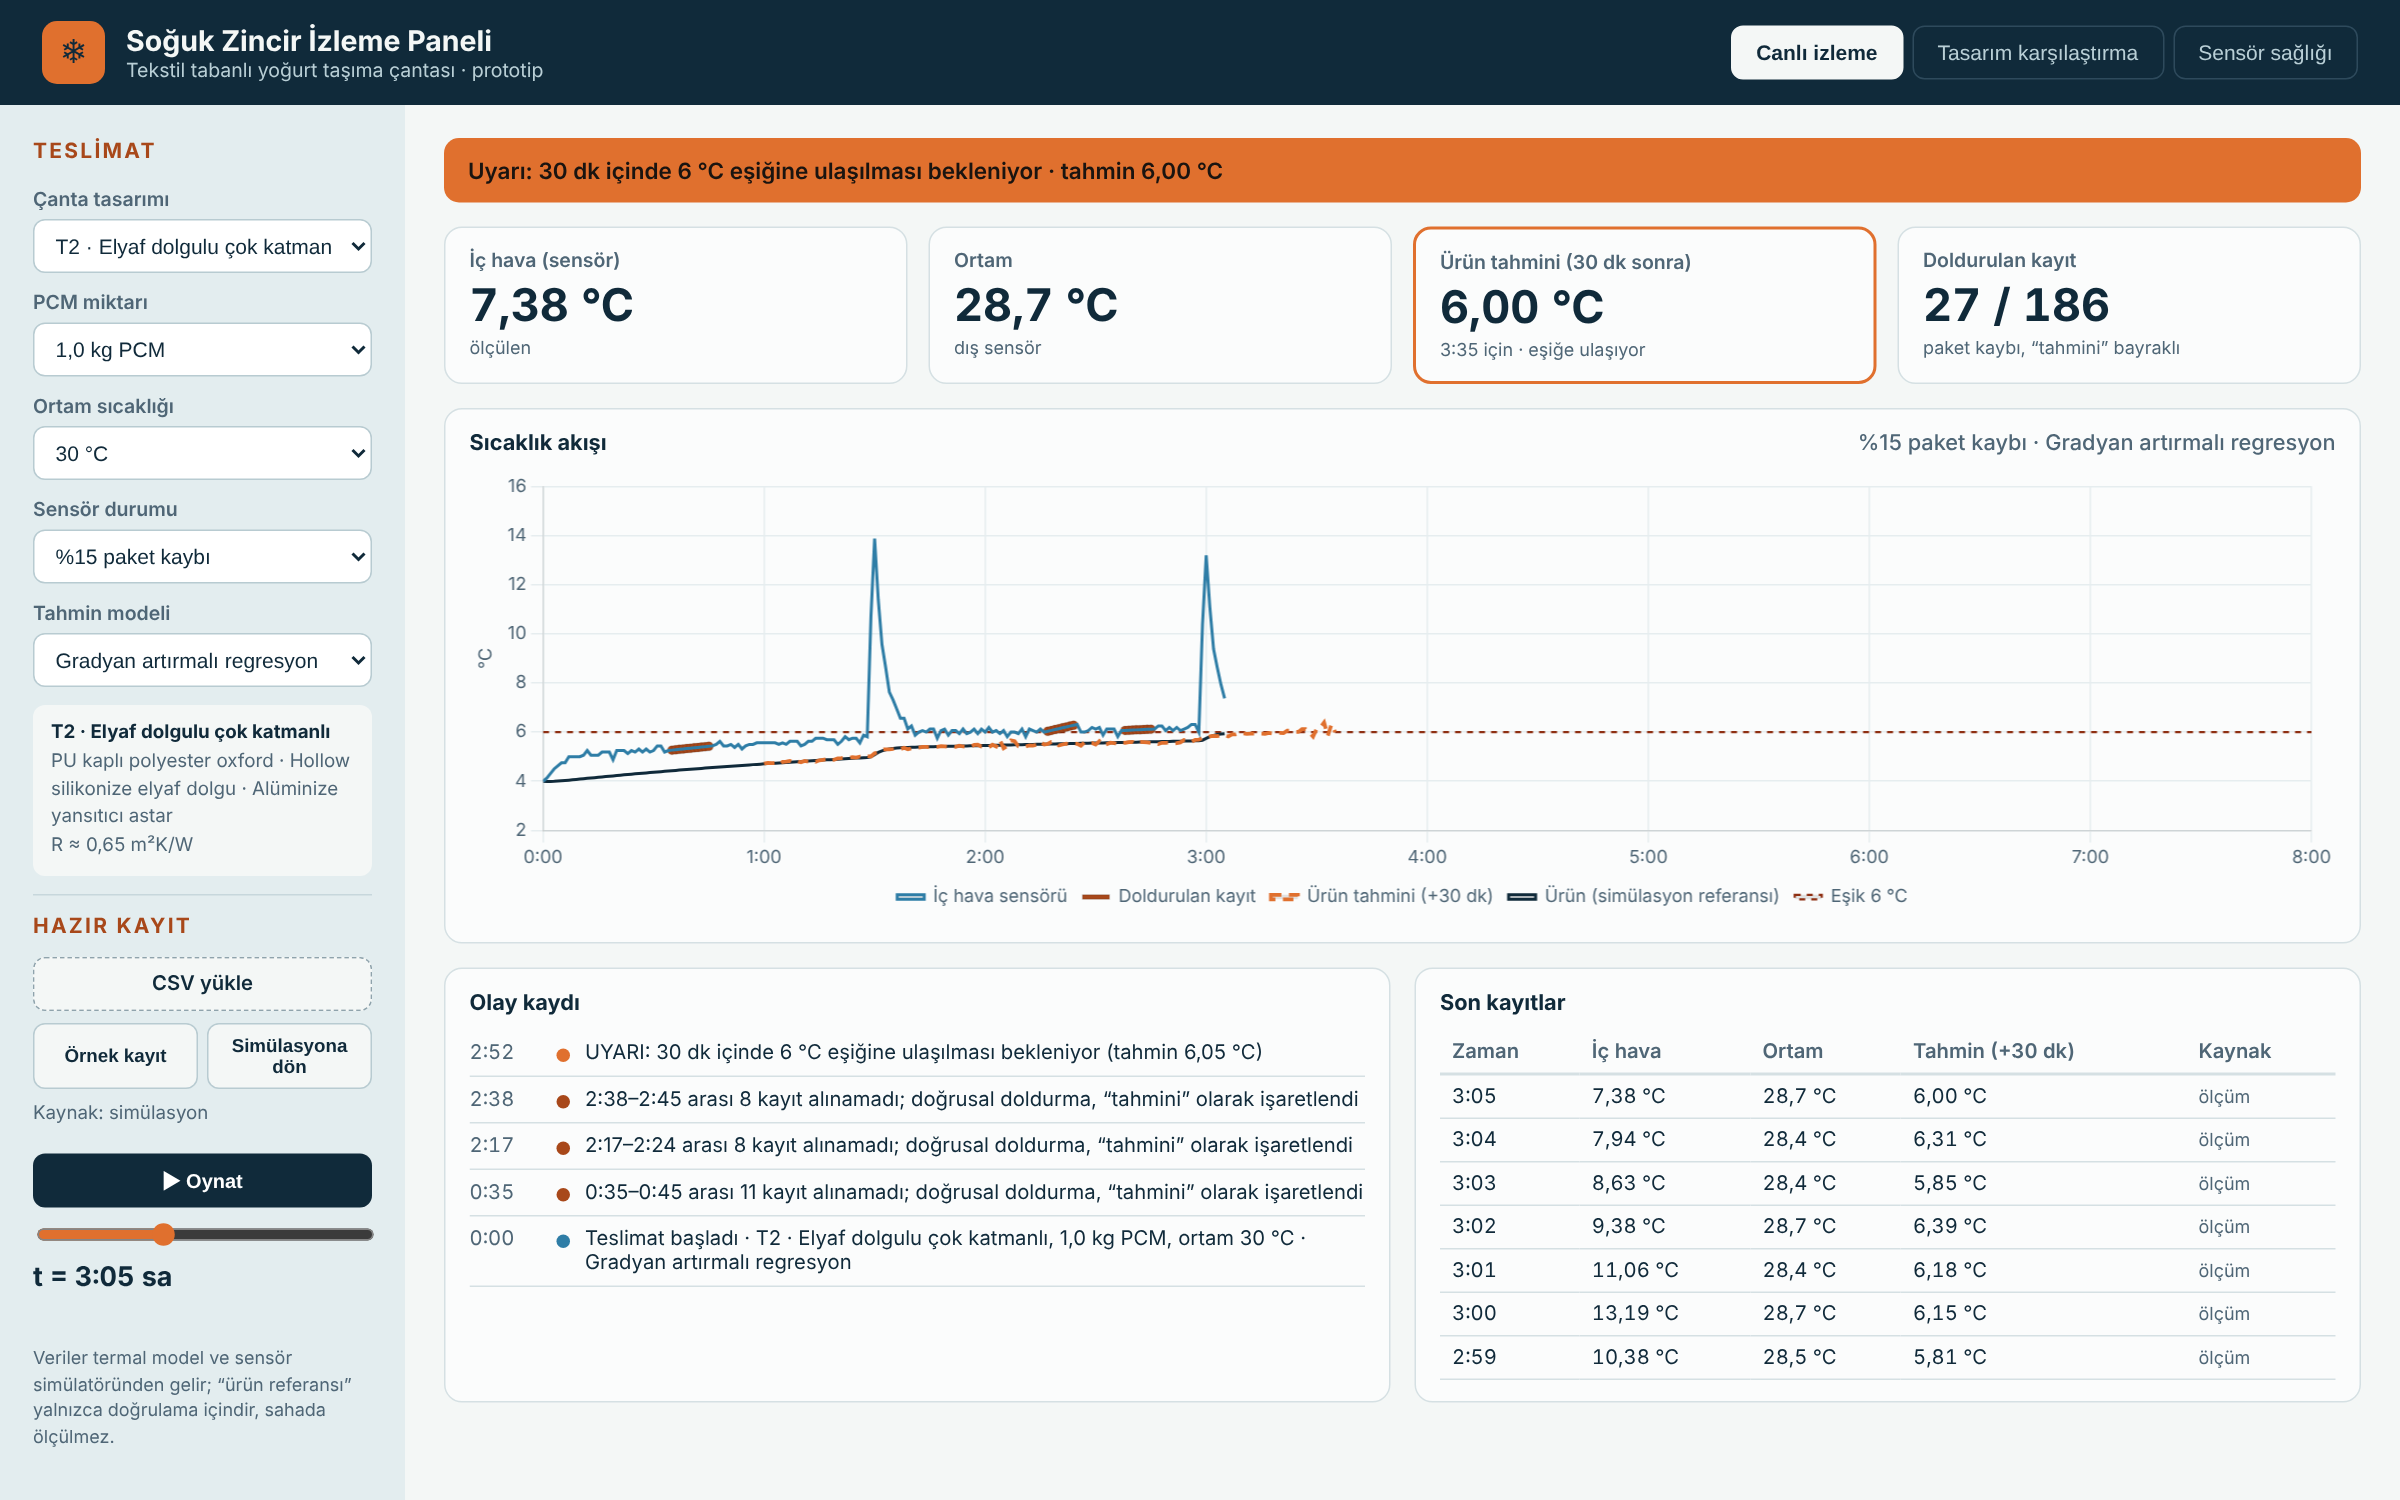 Soğuk Zincir İzleme Paneli
Tekstil tabanlı yoğurt taşıma çantası · prototip
Canlı izleme
Tasarım karşılaştırma
Sensör sağlığı
TESLİMAT
Çanta tasarımı
T2 · Elyaf dolgulu çok katman
PCM miktarı
1,0 kg PCM
Ortam sıcaklığı
30 °C
Sensör durumu
%15 paket kaybı
Tahmin modeli
Gradyan artırmalı regresyon
T2 · Elyaf dolgulu çok katmanlı
PU kaplı polyester oxford · Hollow
silikonize elyaf dolgu · Alüminize
yansıtıcı astar
R ≈ 0,65 m²K/W
HAZIR KAYIT
CSV yükle
Örnek kayıt
Simülasyona
dön
Kaynak: simülasyon
▶ Oynat
t = 3:05 sa
Veriler termal model ve sensör
simülatöründen gelir; “ürün referansı”
yalnızca doğrulama içindir, sahada
ölçülmez.
Uyarı: 30 dk içinde 6 °C eşiğine ulaşılması bekleniyor · tahmin 6,00 °C
İç hava (sensör)
7,38 °C
ölçülen
Ortam
28,7 °C
dış sensör
Ürün tahmini (30 dk sonra)
6,00 °C
3:35 için · eşiğe ulaşıyor
Doldurulan kayıt
27 / 186
paket kaybı, “tahmini” bayraklı
Sıcaklık akışı
%15 paket kaybı · Gradyan artırmalı regresyon
°C
16
14
12
10
8
6
4
2
0:00 1:00 2:00 3:00 4:00 5:00 6:00 7:00 8:00
İç hava sensörü Doldurulan kayıt Ürün tahmini (+30 dk) Ürün (simülasyon referansı) Eşik 6 °C
Olay kaydı
2:52 UYARI: 30 dk içinde 6 °C eşiğine ulaşılması bekleniyor (tahmin 6,05 °C)
2:38 2:38–2:45 arası 8 kayıt alınamadı; doğrusal doldurma, “tahmini” olarak işaretlendi
2:17 2:17–2:24 arası 8 kayıt alınamadı; doğrusal doldurma, “tahmini” olarak işaretlendi
0:35 0:35–0:45 arası 11 kayıt alınamadı; doğrusal doldurma, “tahmini” olarak işaretlendi
0:00 Teslimat başladı · T2 · Elyaf dolgulu çok katmanlı, 1,0 kg PCM, ortam 30 °C ·
Gradyan artırmalı regresyon
Son kayıtlar
Zaman İç hava Ortam Tahmin (+30 dk) Kaynak
3:05 7,38 °C 28,7 °C 6,00 °C ölçüm
3:04 7,94 °C 28,4 °C 6,31 °C ölçüm
3:03 8,63 °C 28,4 °C 5,85 °C ölçüm
3:02 9,38 °C 28,7 °C 6,39 °C ölçüm
3:01 11,06 °C 28,4 °C 6,18 °C ölçüm
3:00 13,19 °C 28,7 °C 6,15 °C ölçüm
2:59 10,38 °C 28,5 °C 5,81 °C ölçüm